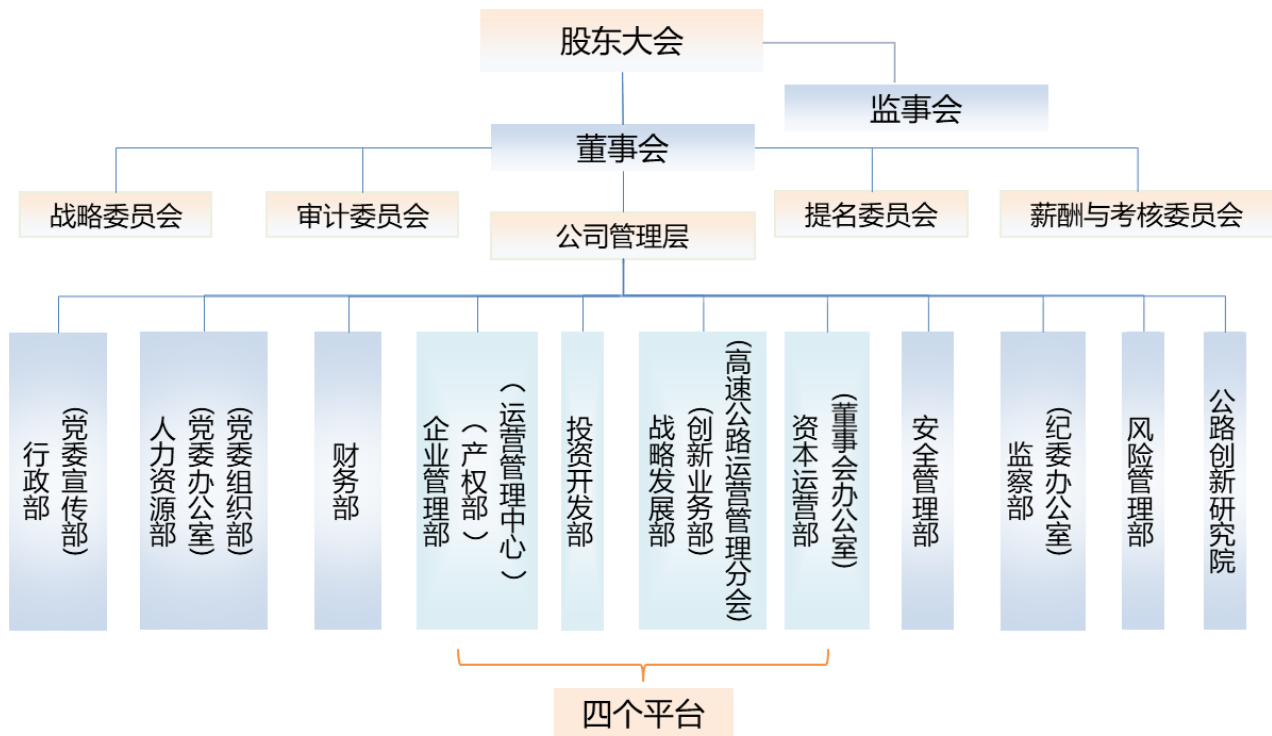 股东大会
监事会
董事会
战略委员会
审计委员会
提名委员会
薪酬与考核委员会
公司管理层
行政部
(党委宣传部)
人力资源部
(党委办公室)
(党委组织部)
财务部
企业管理部
(产权部)
(运营管理中心)
投资开发部
战略发展部
(创新业务部)
(高速公路运营管理分会)
资本运营部
(董事会办公室)
安全管理部
监察部
(纪委办公室)
风险管理部
公路创新研究院
四个平台